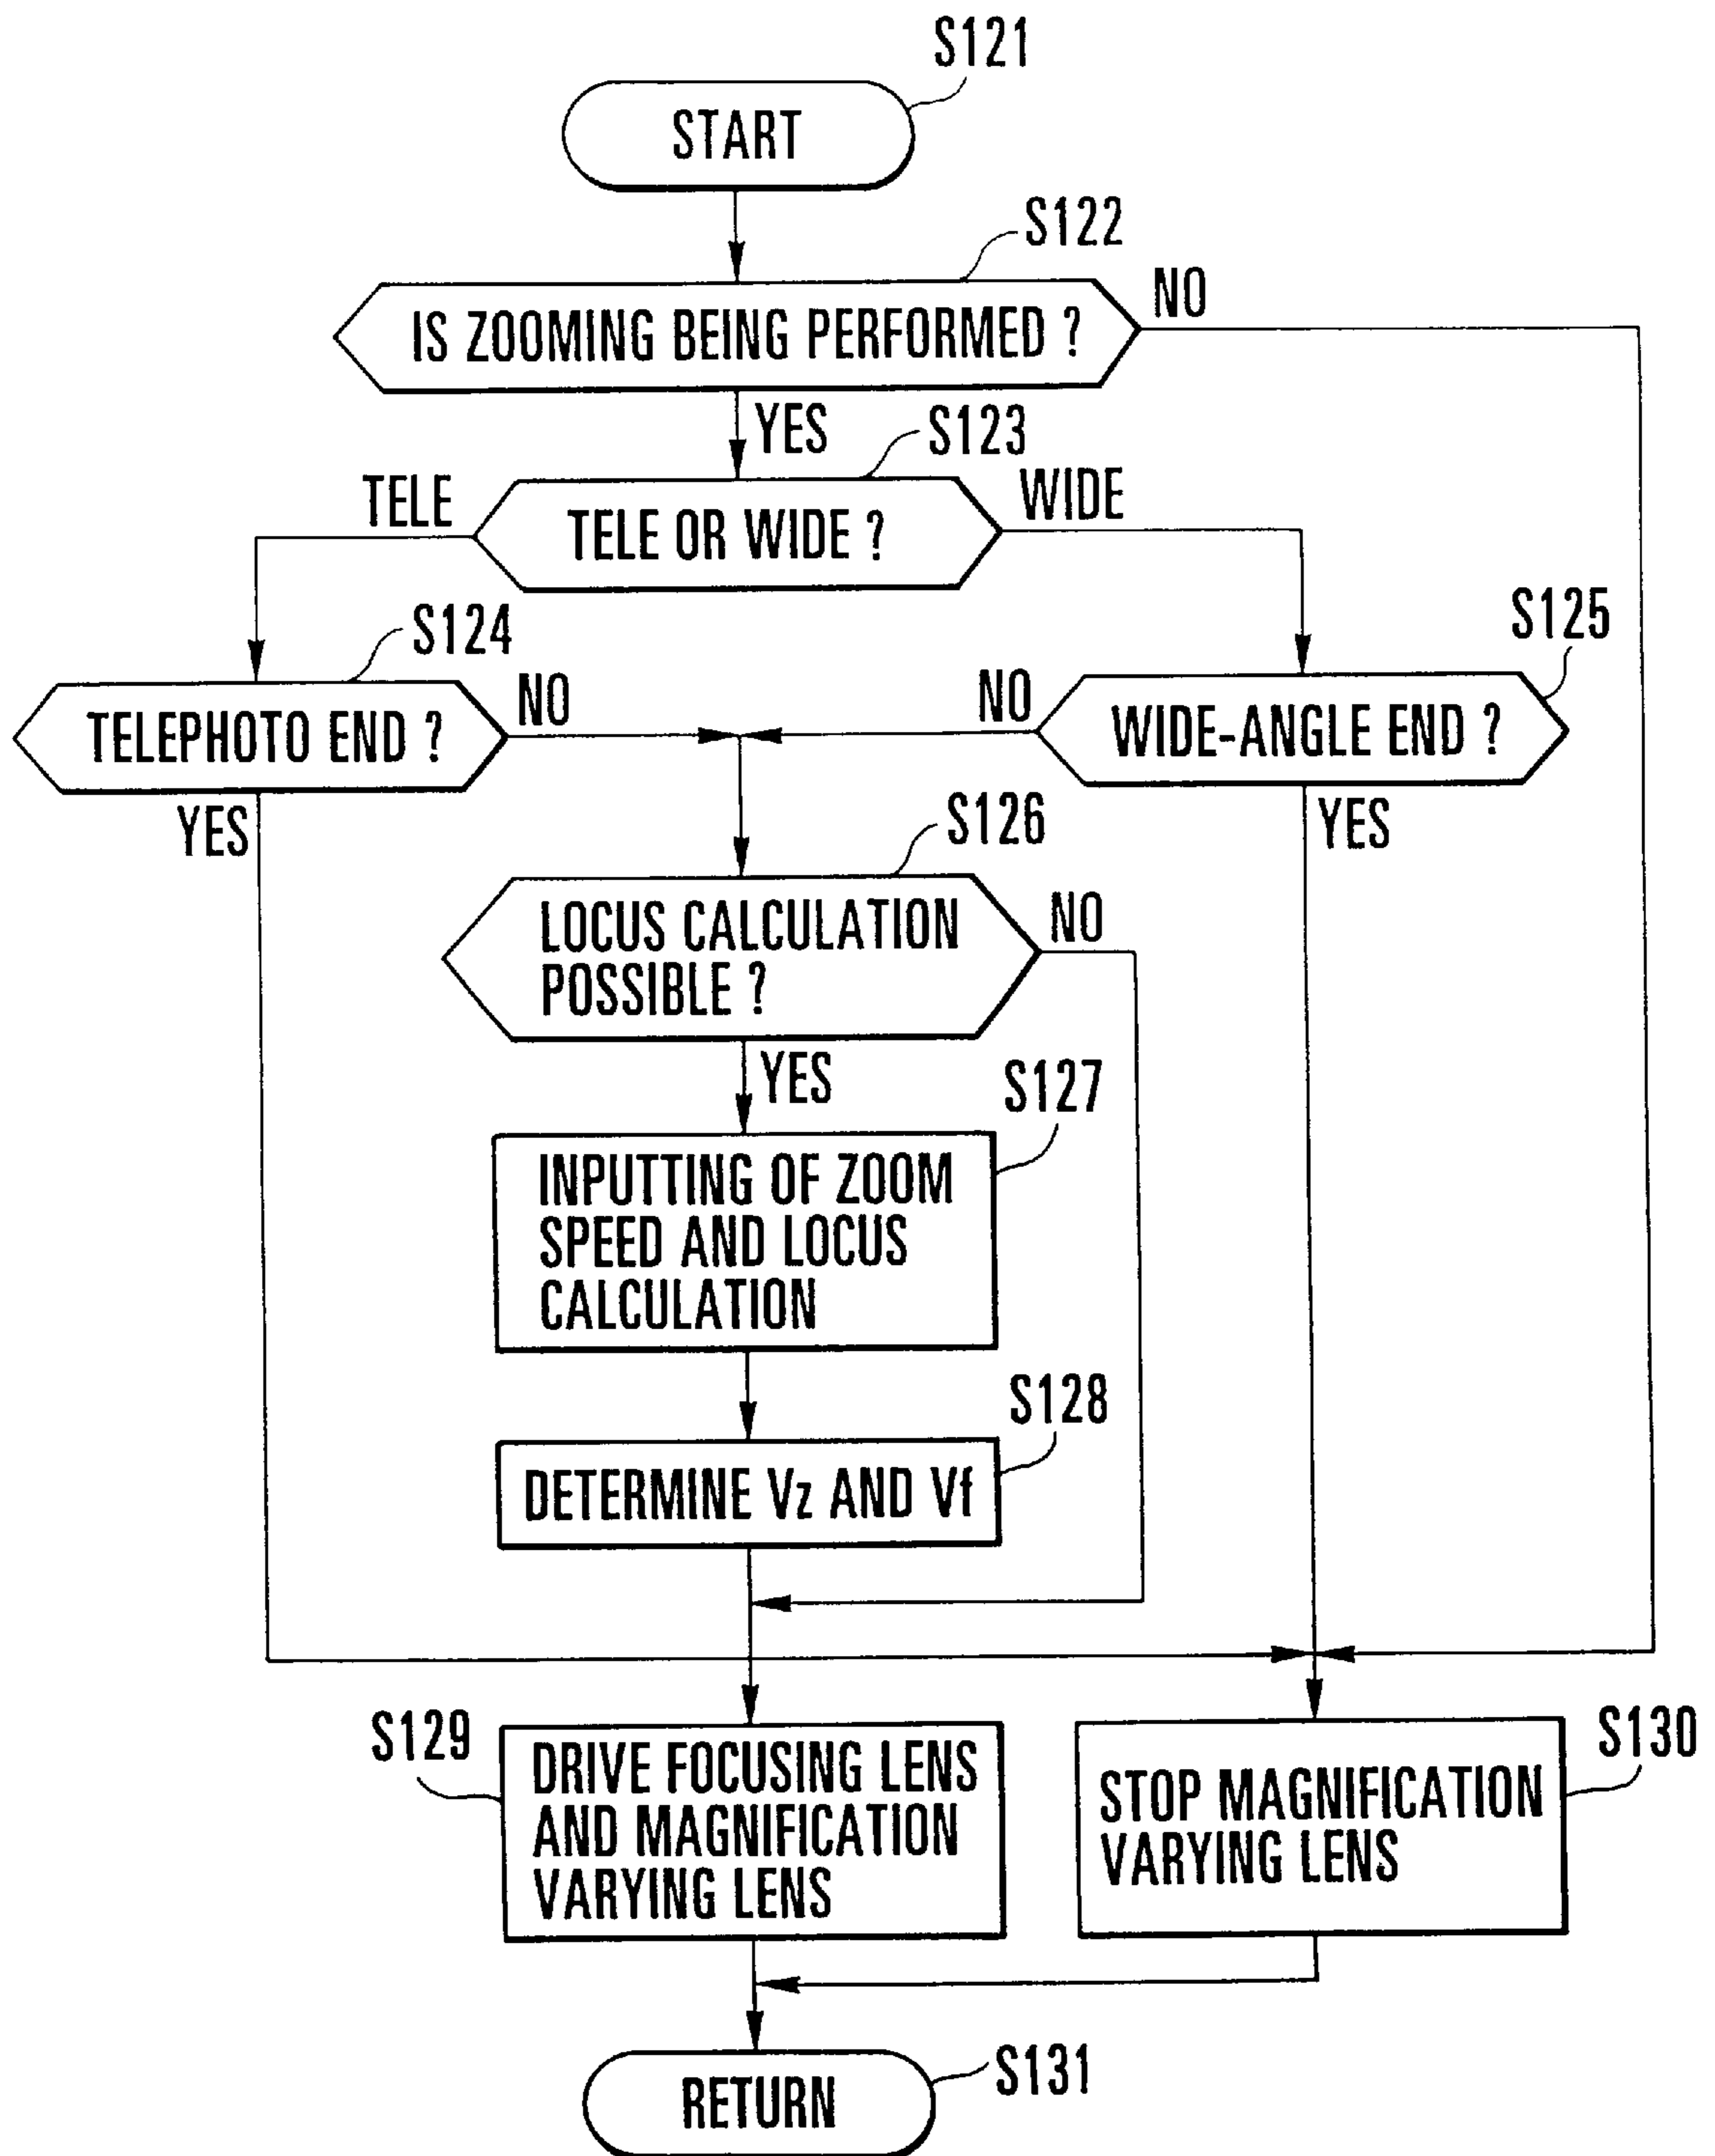 S121
START
S122
IS ZOOMING BEING PERFORMED ?
NO
YES
S123
TELE
TELE OR WIDE ?
WIDE
S124
S125
TELEPHOTO END ?
NO
NO
WIDE-ANGLE END ?
YES
YES
S126
LOCUS CALCULATION
POSSIBLE ?
NO
YES
S127
INPUTTING OF ZOOM
SPEED AND LOCUS
CALCULATION
S128
DETERMINE Vz AND Vf
S129
DRIVE FOCUSING LENS
AND MAGNIFICATION
VARYING LENS
S130
STOP MAGNIFICATION
VARYING LENS
S131
RETURN